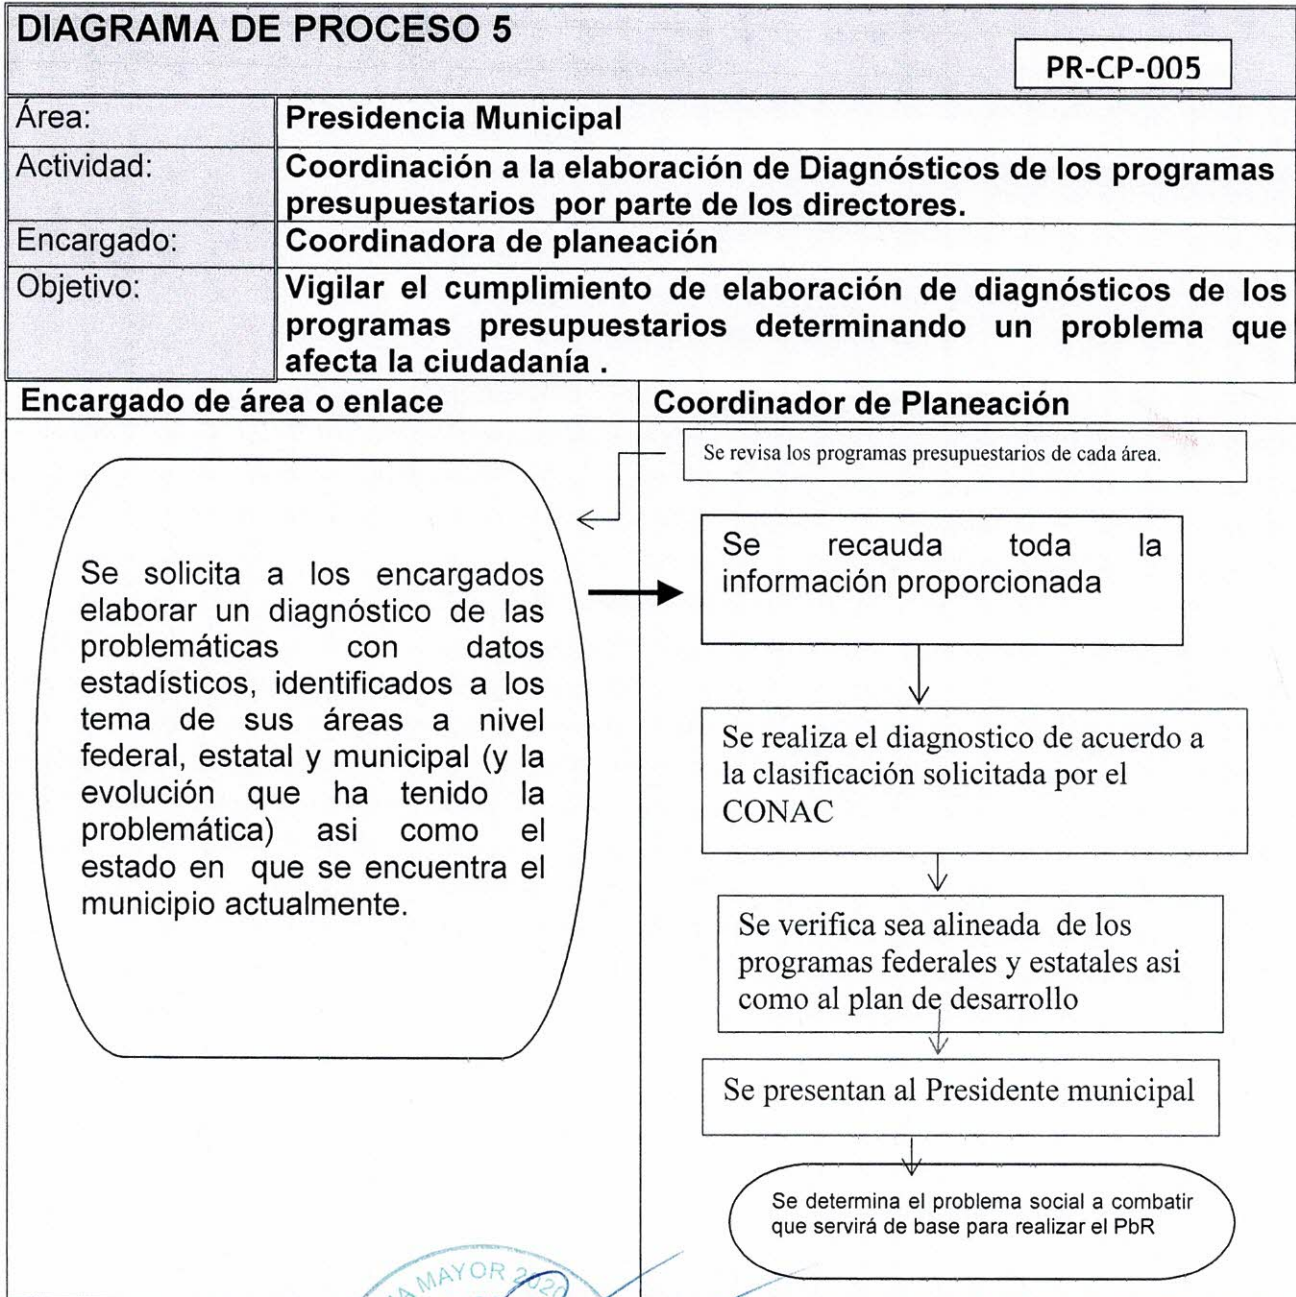 DIAGRAMA DE PROCESO 5
PR-CP-005
Área:
Presidencia Municipal
Actividad:
Coordinación a la elaboración de Diagnósticos de los programas
presupuestarios por parte de los directores.
Encargado:
Coordinadora de planeación
Objetivo:
Vigilar el cumplimiento de elaboración de diagnósticos de los
programas presupuestarios determinando un problema que
afecta la ciudadanía .
Encargado de área o enlace
Coordinador de Planeación
Se revisa los programas presupuestarios de cada área.
Se solicita a los encargados
elaborar un diagnóstico de las
problemáticas con datos
estadísticos, identificados a los
tema de sus áreas a nivel
federal, estatal y municipal (y la
evolución que ha tenido la
problemática) asi como el
estado en que se encuentra el
municipio actualmente.
Se recauda toda la
información proporcionada
Se realiza el diagnostico de acuerdo a
la clasificación solicitada por el
CONAC
Se verifica sea alineada de los
programas federales y estatales asi
como al plan de desarrollo
Se presentan al Presidente municipal
Se determina el problema social a combatir
que servirá de base para realizar el PbR
MAYOR 2020